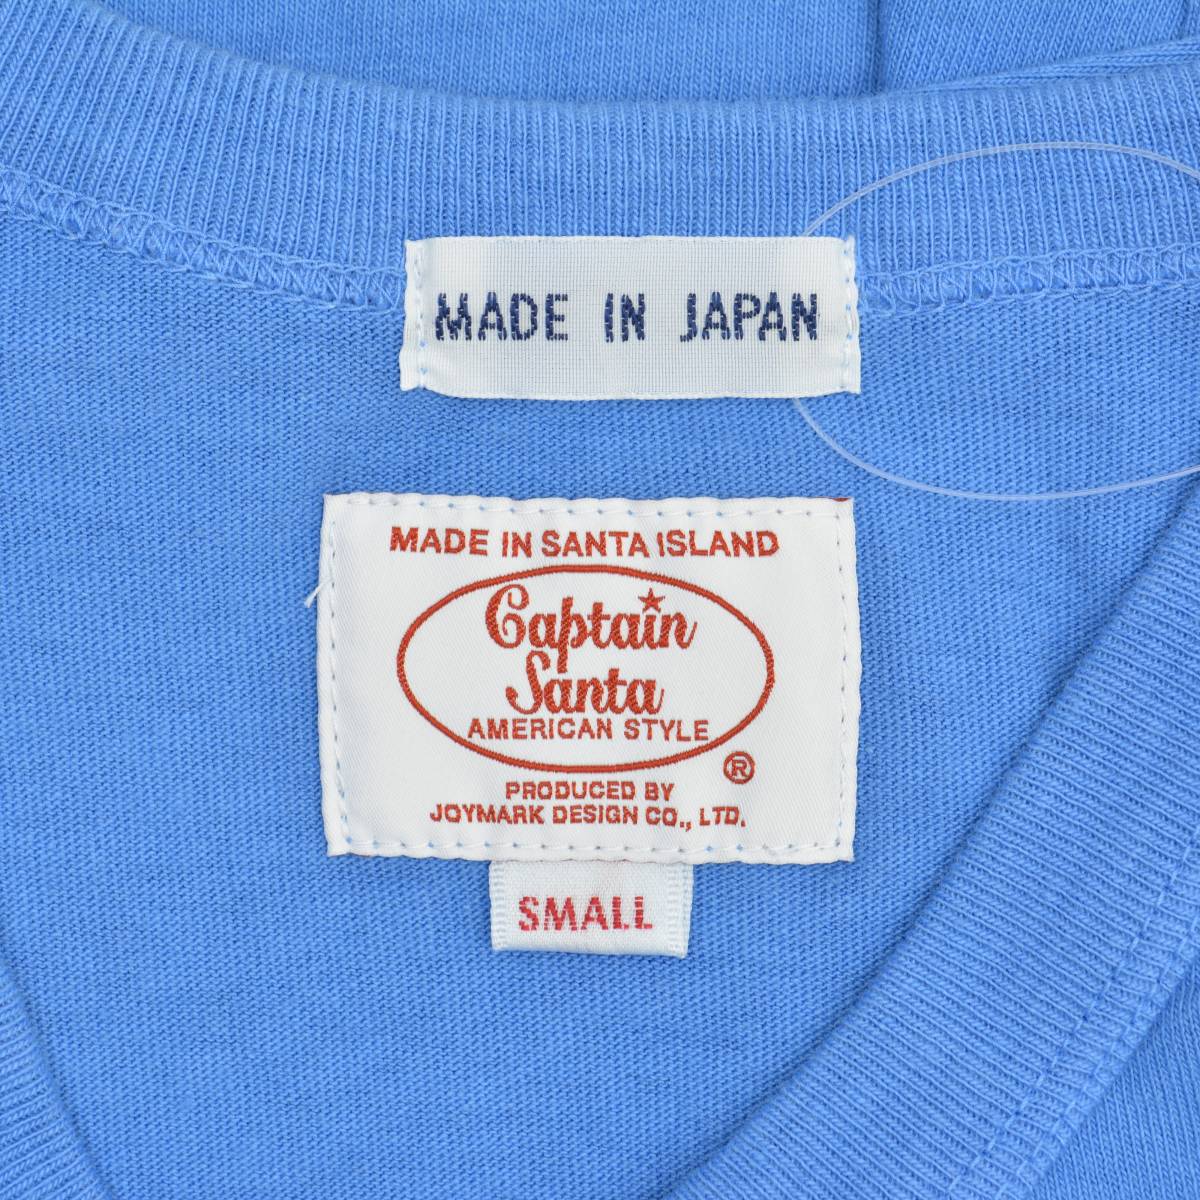 MADE IN JAPAN
MADE IN SANTA ISLAND
Captain
Santa
AMERICAN STYLE
®
PRODUCED BY
JOYMARK DESIGN CO., LTD.
SMALL